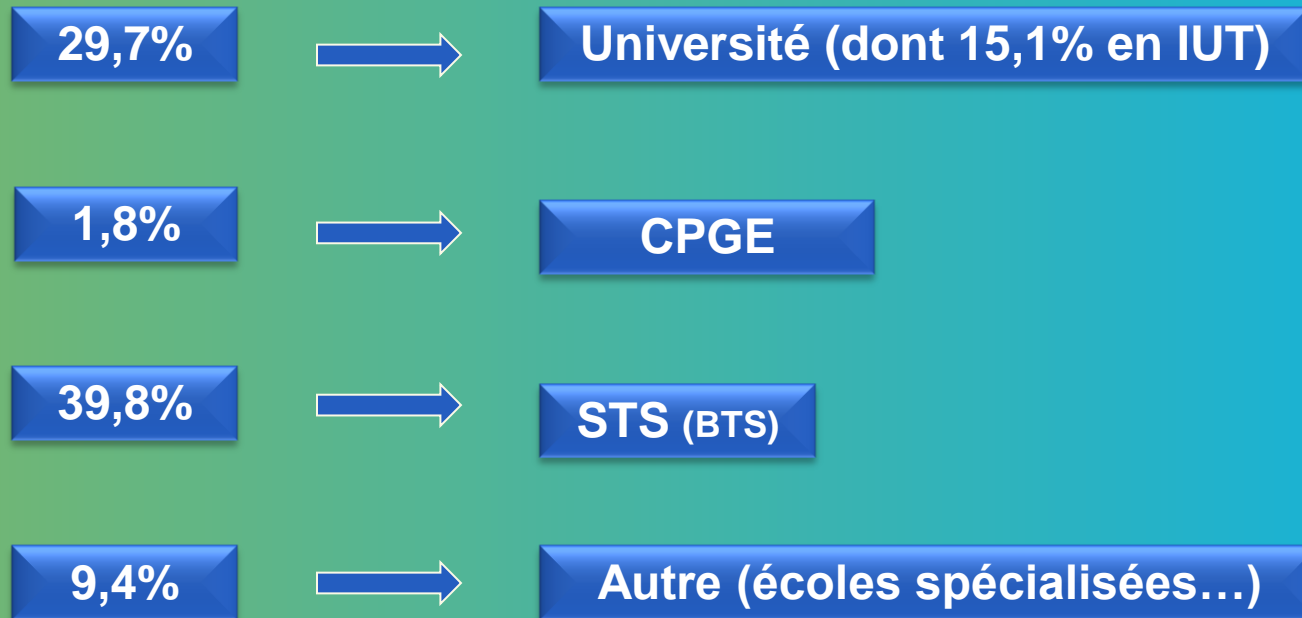 29,7% Université (dont 15,1% en IUT)
1,8% CPGE
39,8% STS (BTS)
9,4% Autre (écoles spécialisées…)